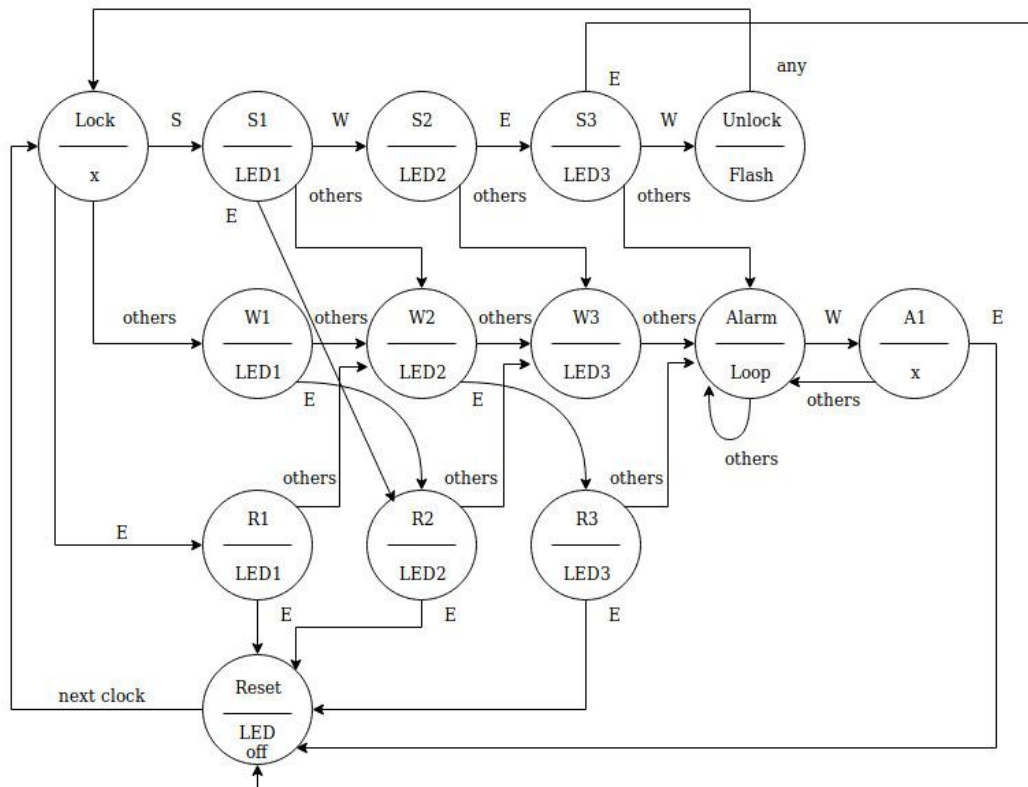 any
E
Lock
S
S1
W
S2
E
S3
W
Unlock
x
LED1
LED2
LED3
Flash
others
others
others
E
others
W1
others
W2
others
W3
others
Alarm
W
A1
E
LED1
LED2
LED3
Loop
x
E
E
others
others
others
others
others
R1
R2
R3
E
LED1
LED2
LED3
E
E
E
Reset
next clock
LED
off